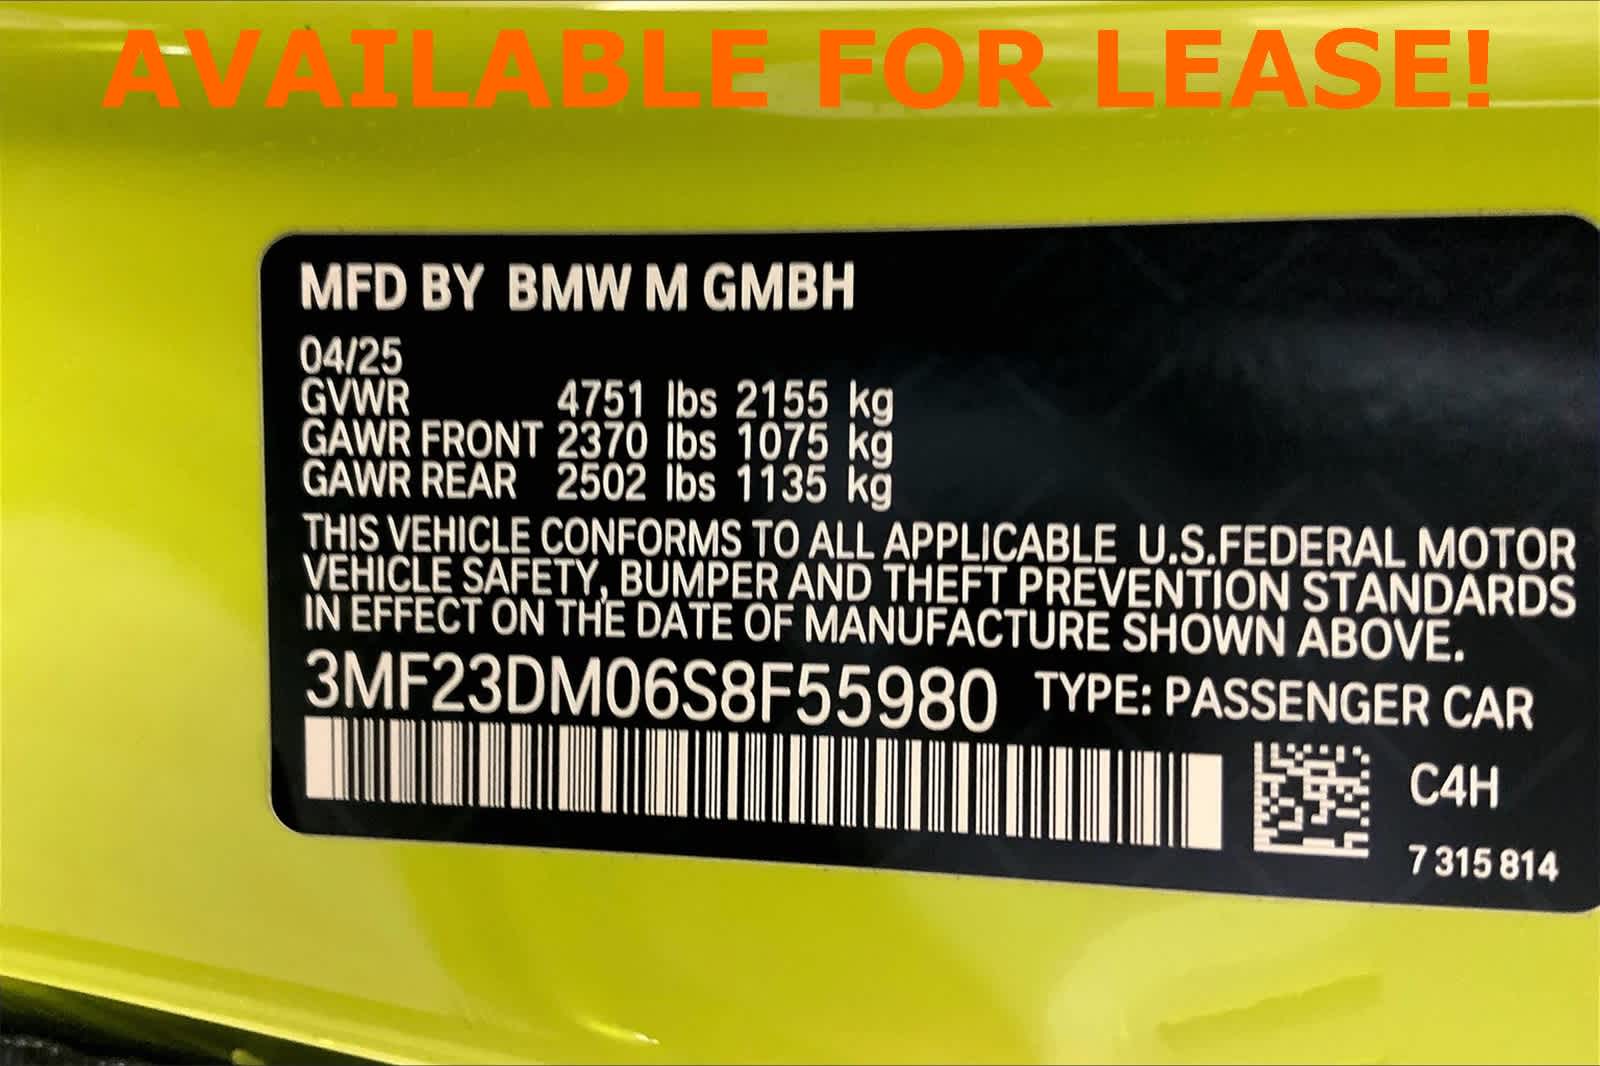 AVAILABLE FOR LEASE!
MFD BY BMW M GMBH
04/25
GVWR 4751 lbs 2155 kg
GAWR FRONT 2370 lbs 1075 kg
GAWR REAR 2502 lbs 1135 kg
THIS VEHICLE CONFORMS TO ALL APPLICABLE U.S.FEDERAL MOTOR
VEHICLE SAFETY, BUMPER AND THEFT PREVENTION STANDARDS
IN EFFECT ON THE DATE OF MANUFACTURE SHOWN ABOVE.
3MF23DM06S8F55980 TYPE: PASSENGER CAR
C4H
7 315 814